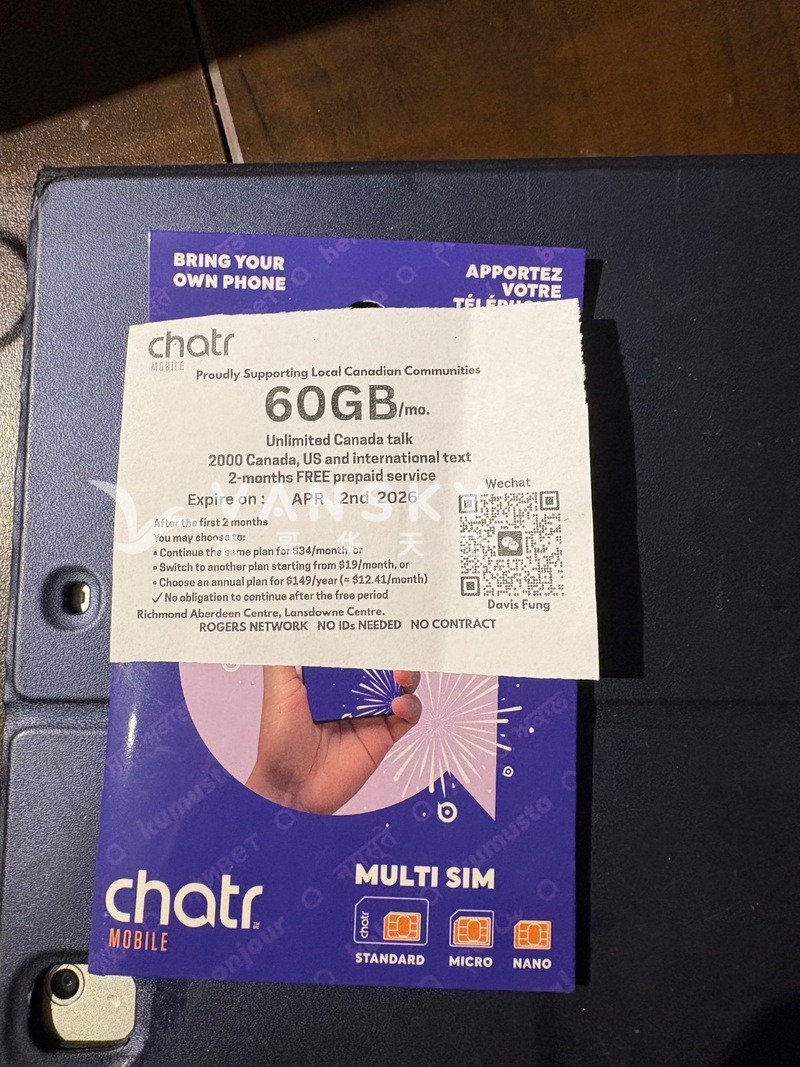 BRING YOUR
OWN PHONE
APPORTEZ
VOTRE
chatr
MOBILE
Proudly Supporting Local Canadian Communities
60GB/mo.
Unlimited Canada talk
2000 Canada, US and international text
2-months FREE prepaid service
Expire on : APR 2nd 2026
VANSKY
After the first 2 months
You may choose to:
• Continue the same plan for $34/month, or
• Switch to another plan starting from $19/month, or
• Choose an annual plan for $149/year (= $12.41/month)
✓ No obligation to continue after the free period
Wechat
Davis Fung
Richmond Aberdeen Centre, Lansdowne Centre.
ROGERS NETWORK NO IDs NEEDED NO CONTRACT
kumusta
bonjour
chatr
MOBILE
MULTI SIM
chatr
STANDARD
MICRO
NANO